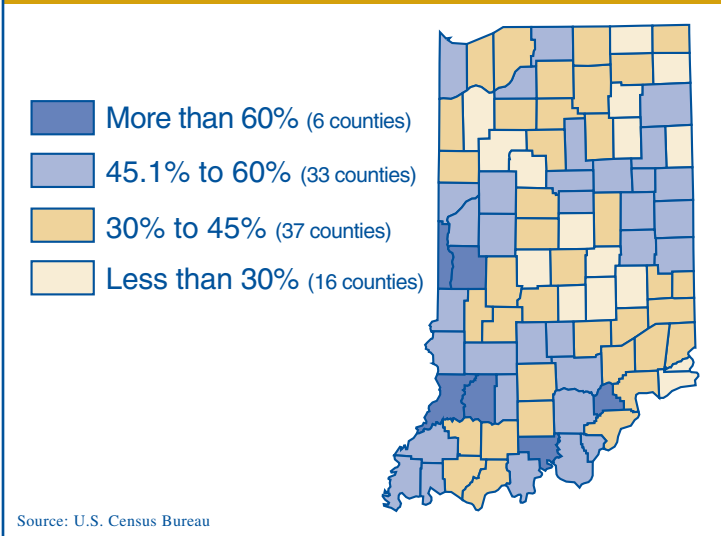 More than 60% (6 counties)
45.1% to 60% (33 counties)
30% to 45% (37 counties)
Less than 30% (16 counties)
Source: U.S. Census Bureau